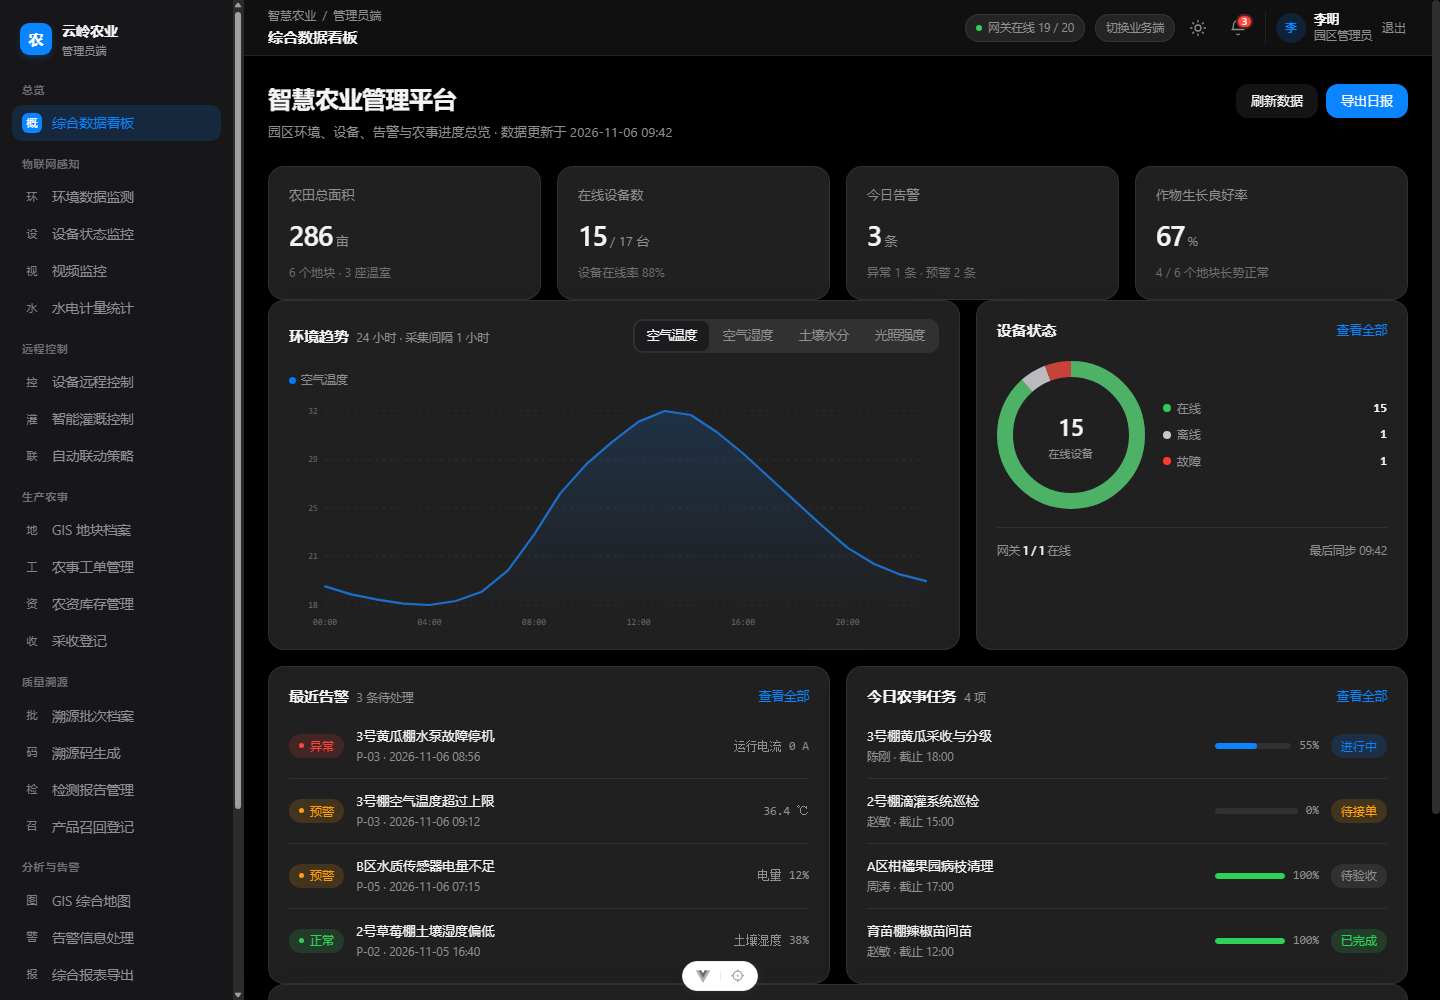 农
云岭农业
管理员端
总览
概 综合数据看板
物联网感知
环 环境数据监测
设 设备状态监控
视 视频监控
水 水电计量统计
远程控制
控 设备远程控制
灌 智能灌溉控制
联 自动联动策略
生产农事
地 GIS 地块档案
工 农事工单管理
资 农资库存管理
收 采收登记
质量溯源
批 溯源批次档案
码 溯源码生成
检 检测报告管理
召 产品召回登记
分析与告警
图 GIS 综合地图
警 告警信息处理
报 综合报表导出
智慧农业 / 管理员端
综合数据看板
网关在线 19 / 20
切换业务端
3
李
李明
园区管理员
退出
智慧农业管理平台
园区环境、设备、告警与农事进度总览 · 数据更新于 2026-11-06 09:42
刷新数据
导出日报
农田总面积
286 亩
6 个地块 · 3 座温室
在线设备数
15 / 17 台
设备在线率 88%
今日告警
3 条
异常 1 条 · 预警 2 条
作物生长良好率
67 %
4 / 6 个地块长势正常
环境趋势 24 小时 · 采集间隔 1 小时
空气温度 空气湿度 土壤水分 光照强度
空气温度
32
29
25
21
18
00:00 04:00 08:00 12:00 16:00 20:00
设备状态
查看全部
15
在线设备
在线 15
离线 1
故障 1
网关 1 / 1 在线
最后同步 09:42
最近告警 3 条待处理
查看全部
异常 3号黄瓜棚水泵故障停机
P-03 · 2026-11-06 08:56
运行电流 0 A
预警 3号棚空气温度超过上限
P-03 · 2026-11-06 09:12
36.4 ℃
预警 B区水质传感器电量不足
P-05 · 2026-11-06 07:15
电量 12%
正常 2号草莓棚土壤湿度偏低
P-02 · 2026-11-05 16:40
土壤湿度 38%
今日农事任务 4 项
查看全部
3号棚黄瓜采收与分级
陈刚 · 截止 18:00
55% 进行中
2号棚滴灌系统巡检
赵敏 · 截止 15:00
0% 待接单
A区柑橘果园病枝清理
周涛 · 截止 17:00
100% 待验收
育苗棚辣椒苗间苗
赵敏 · 截止 12:00
100% 已完成